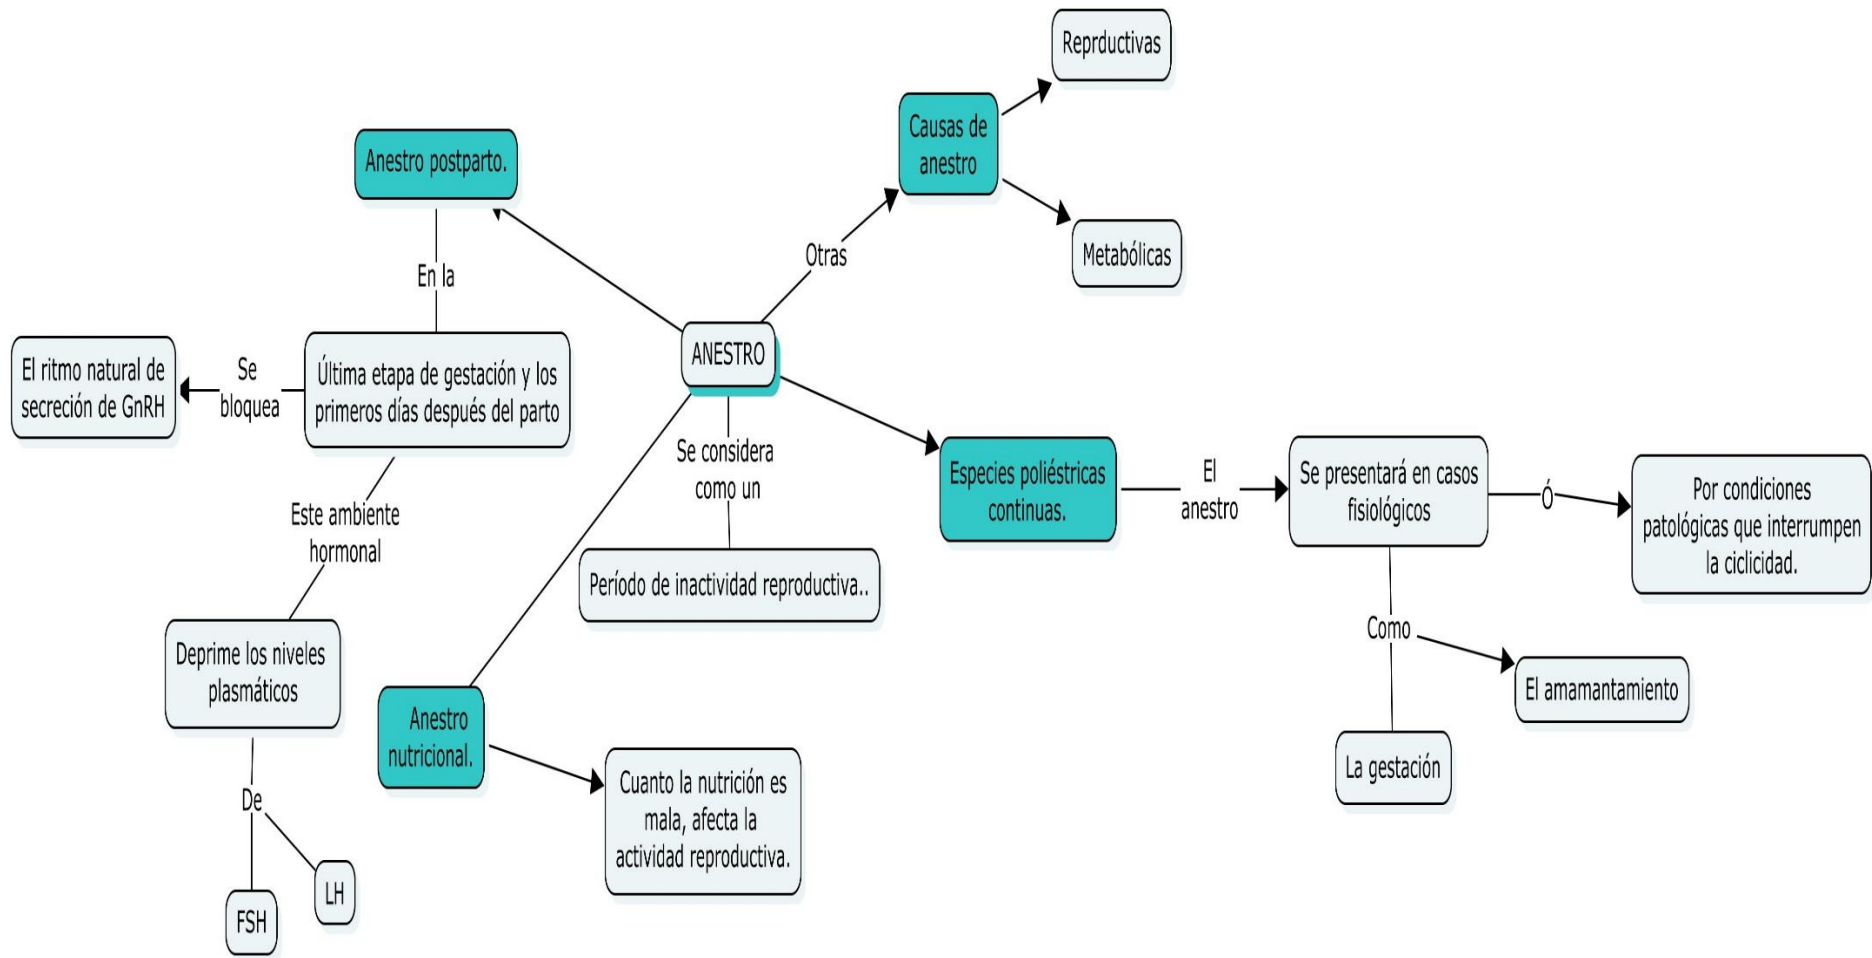 Reprductivas
Causas de
anestro
Anestro postparto.
Otras
Metabólicas
En la
ANESTRO
El ritmo natural de
secreción de GnRH
Se
bloquea
Última etapa de gestación y los
primeros días después del parto
Se considera
como un
Especies poliéstricas
continuas.
El
anestro
Se presentará en casos
fisiológicos
Ó
Por condiciones
patológicas que interrumpen
la ciclicidad.
Este ambiente
hormonal
Período de inactividad reproductiva..
Como
Deprime los niveles
plasmáticos
El amamantamiento
Anestro
nutricional.
La gestación
De
Cuanto la nutrición es
mala, afecta la
actividad reproductiva.
LH
FSH